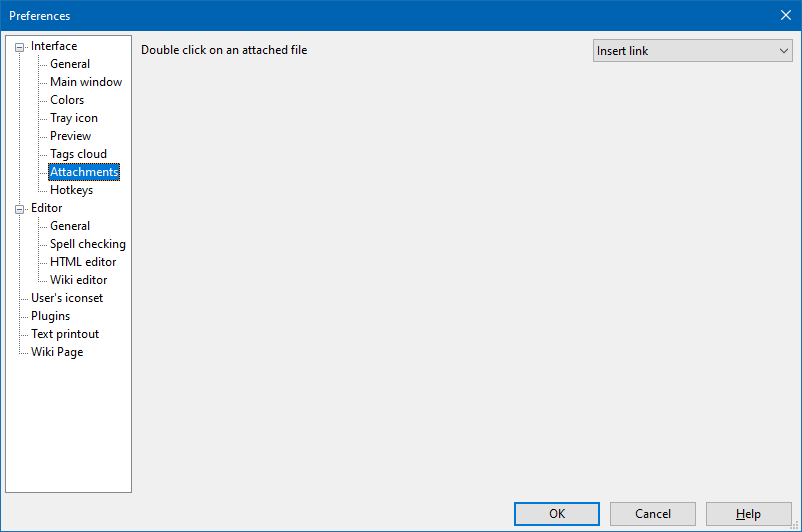 Preferences
Interface
General
Main window
Colors
Tray icon
Preview
Tags cloud
Attachments
Hotkeys
Editor
General
Spell checking
HTML editor
Wiki editor
User's iconset
Plugins
Text printout
Wiki Page
Double click on an attached file
Insert link
OK
Cancel
Help